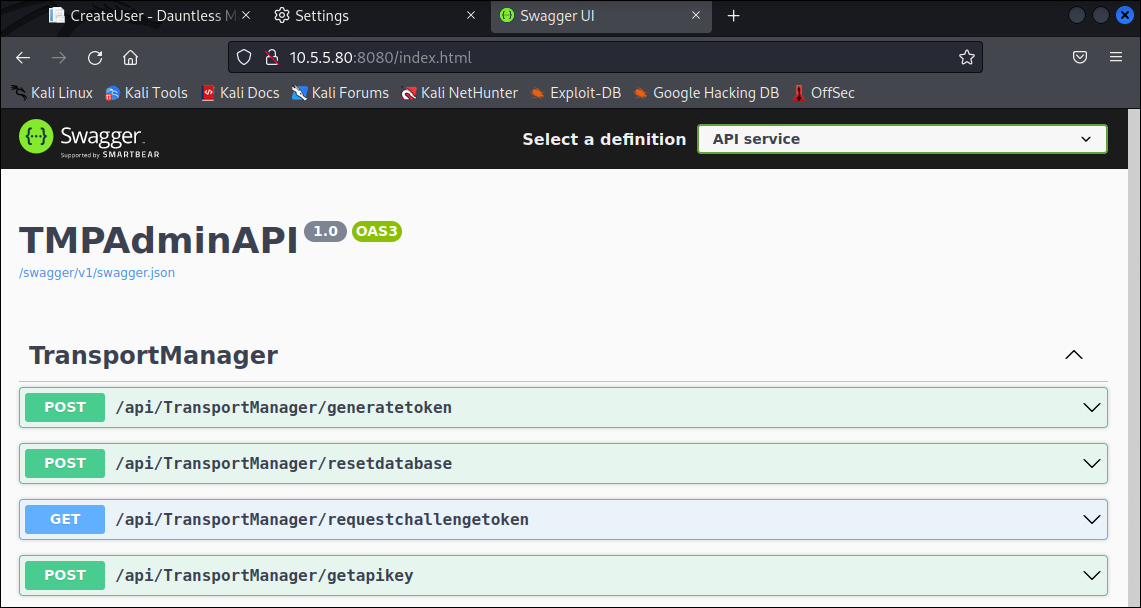 CreateUser - Dauntless M
Settings
Swagger UI
10.5.5.80:8080/index.html
Kali Linux Kali Tools Kali Docs Kali Forums Kali NetHunter Exploit-DB Google Hacking DB OffSec
Swagger
Supported by SMARTBEAR
Select a definition
API service
TMPAdminAPI 1.0 OAS3
/swagger/v1/swagger.json
TransportManager
POST /api/TransportManager/generatetoken
POST /api/TransportManager/resetdatabase
GET /api/TransportManager/requestchallengetoken
POST /api/TransportManager/getapikey